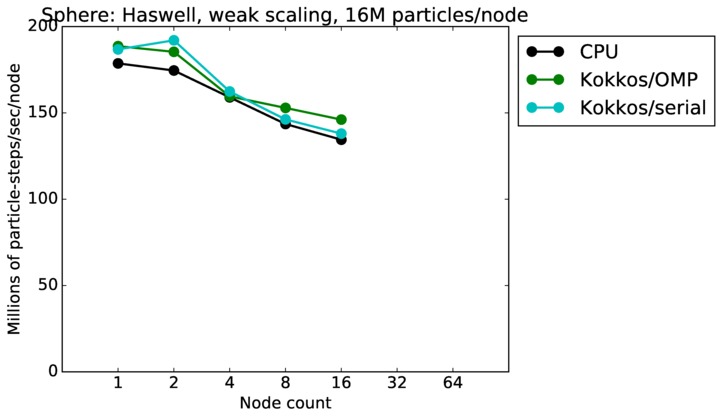 Sphere: Haswell, weak scaling, 16M particles/node
200
150
100
50
0
Millions of particle-steps/sec/node
1 2 4 8 16 32 64
Node count
CPU
Kokkos/OMP
Kokkos/serial